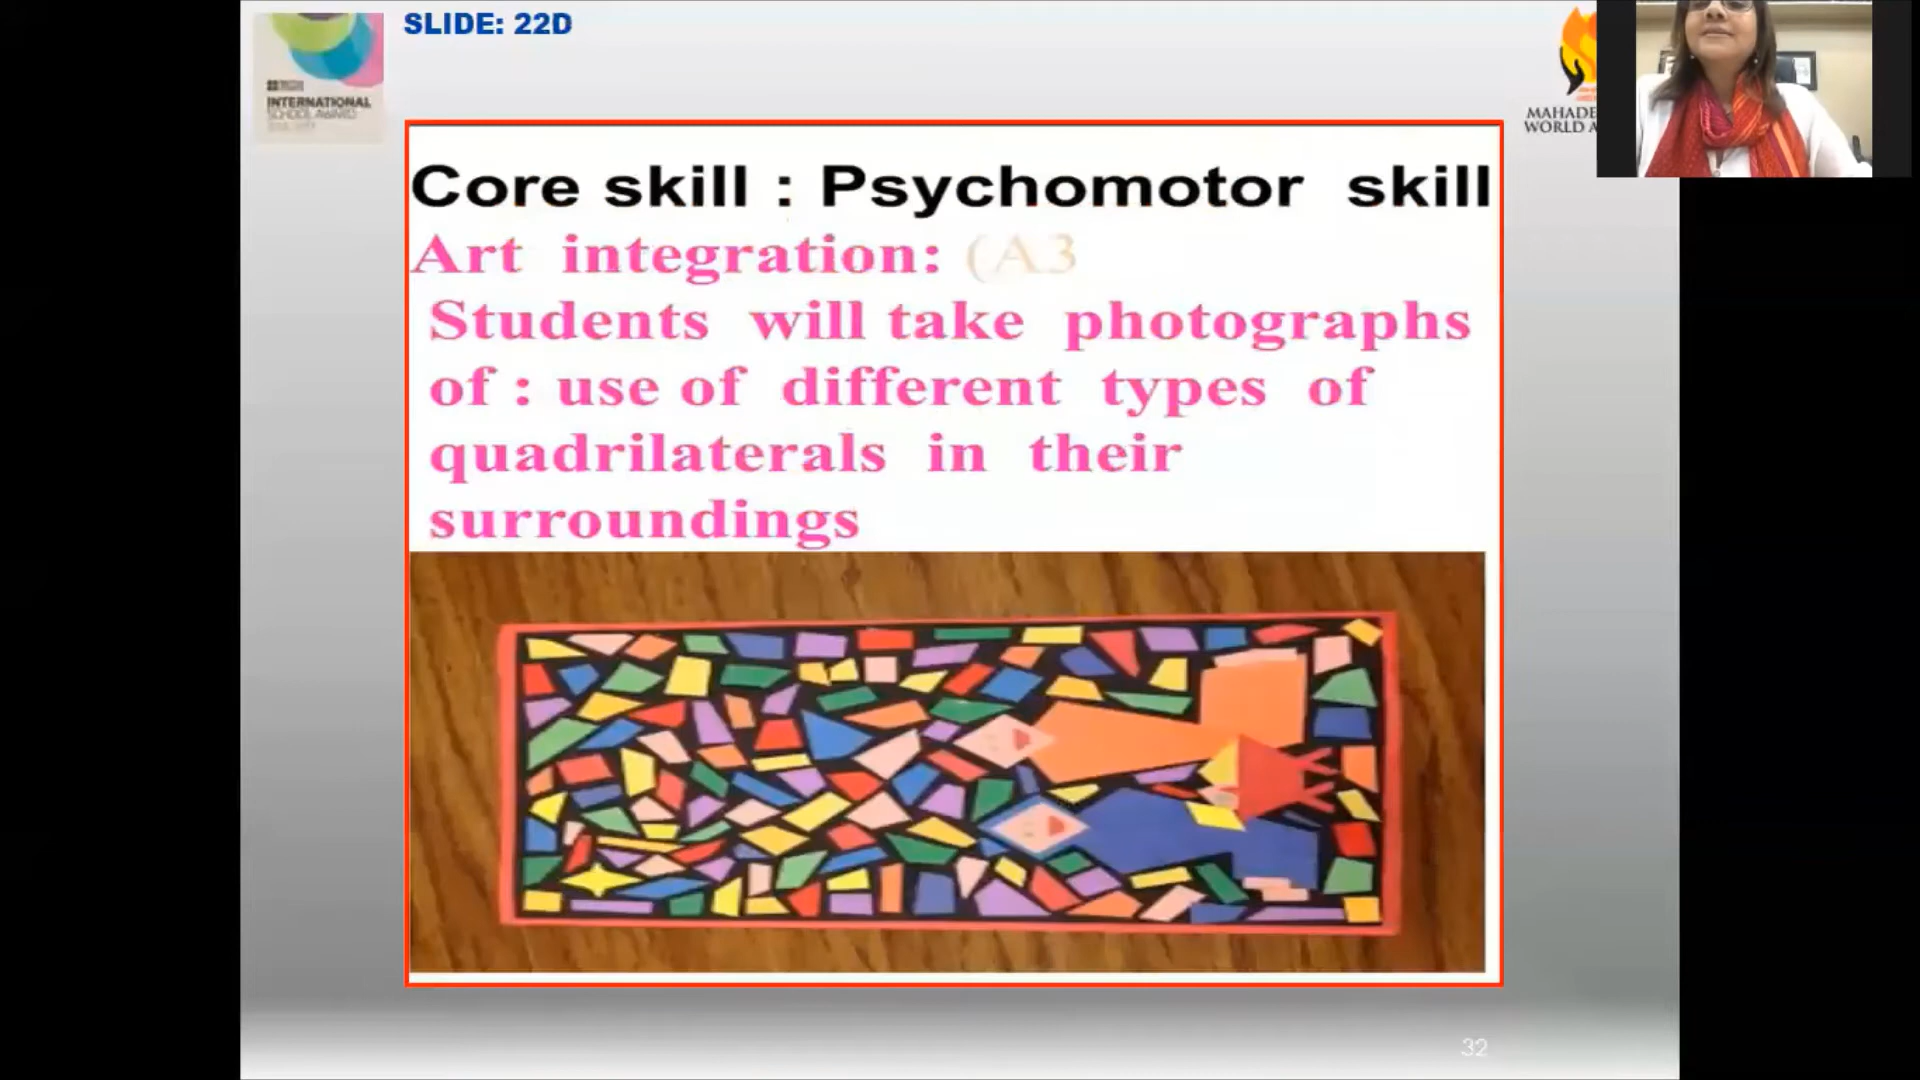 SLIDE: 22D
INTERNATIONAL
SCHOOL AWARD
MAHADE
WORLD A
Core skill : Psychomotor skill
Art integration: (A3
Students will take photographs
of : use of different types of
quadrilaterals in their
surroundings
32